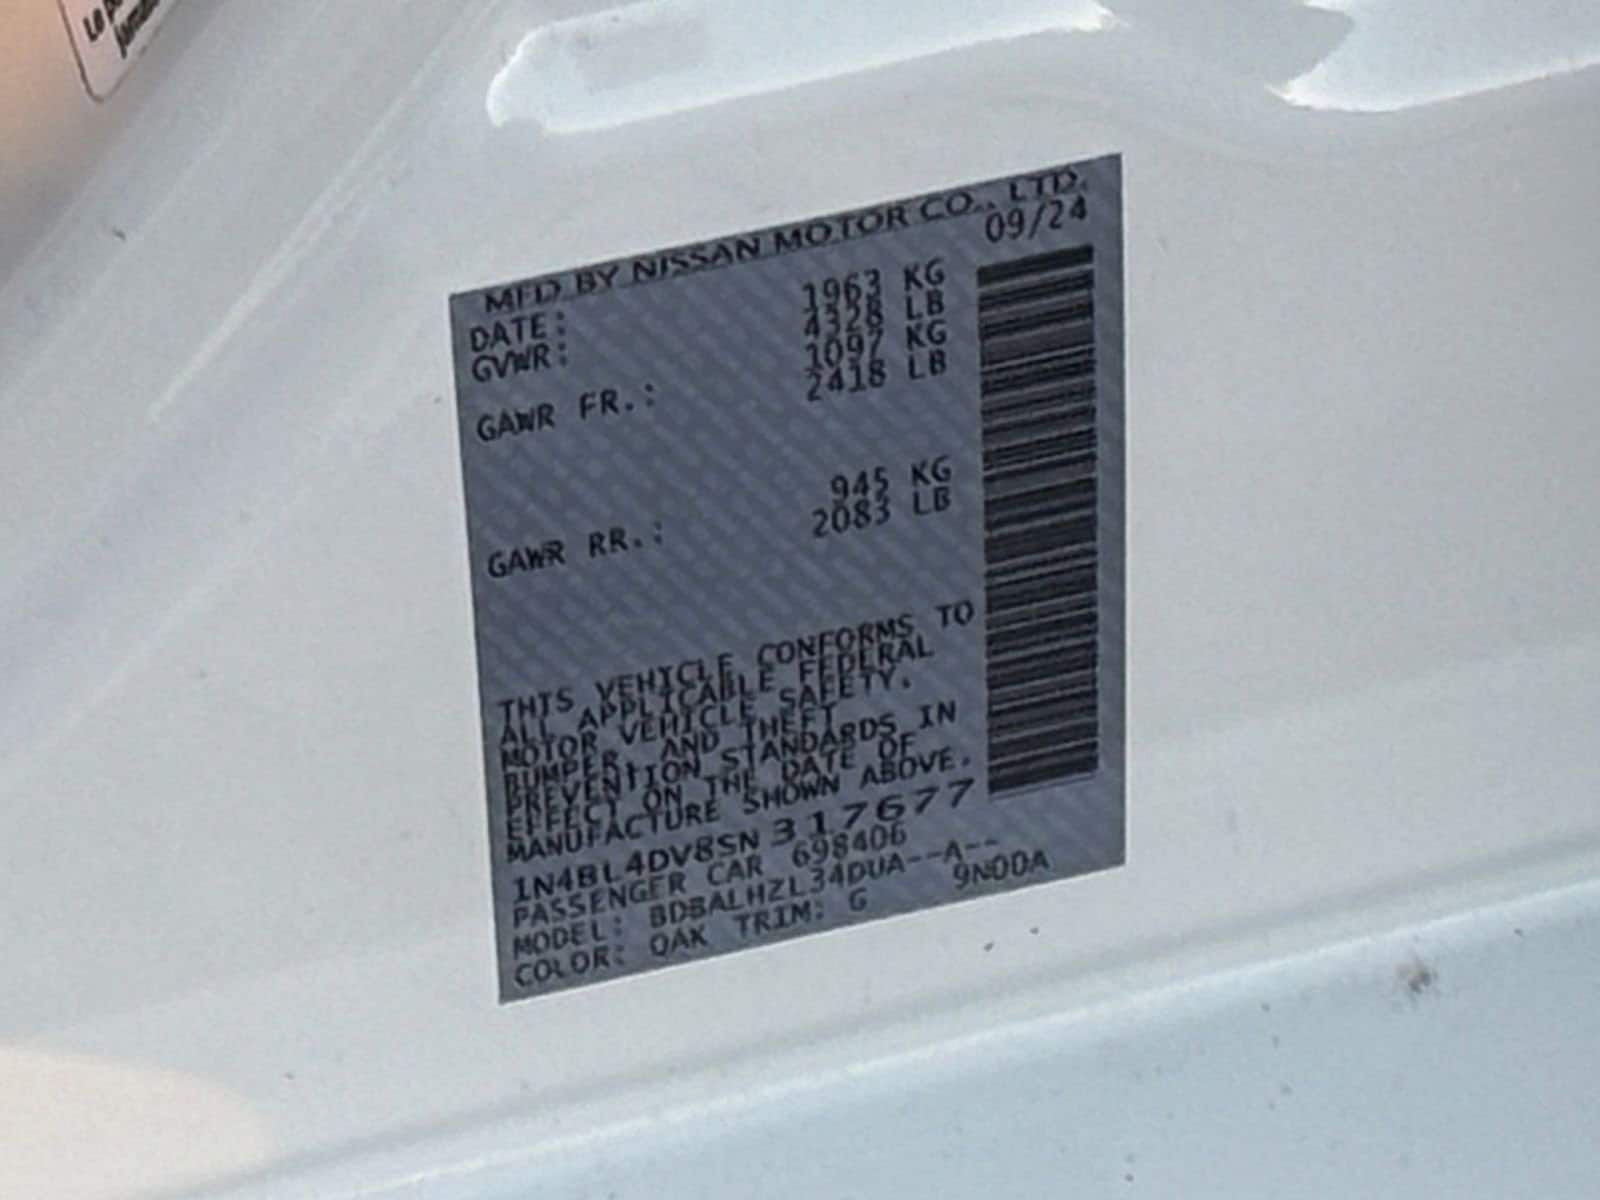 MFD BY NISSAN MOTOR CO., LTD.
DATE: 09/24
GVWR: 1963 KG
4328 LB
GAWR FR.: 1097 KG
2418 LB
GAWR RR.: 945 KG
2083 LB
THIS VEHICLE CONFORMS TO
ALL APPLICABLE FEDERAL
MOTOR VEHICLE SAFETY.
BUMPER, AND THEFT
PREVENTION STANDARDS IN
EFFECT ON THE DATE OF
MANUFACTURE SHOWN ABOVE.
1N4BL4DV8SN317677
PASSENGER CAR 698406
MODEL: BDBALHZL34DUA--A--
COLOR: QAK TRIM: G 9N00A